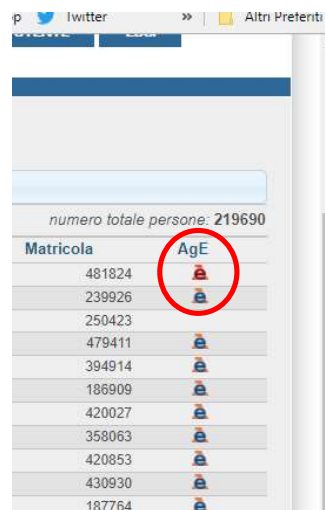 Twitter » Altri Preferiti
numero totale persone: 219690
Matricola AgE
481824 è
239926 è
250423
479411 è
394914 è
186909 è
420027 è
358063 è
420853 è
430930 è
187764 è